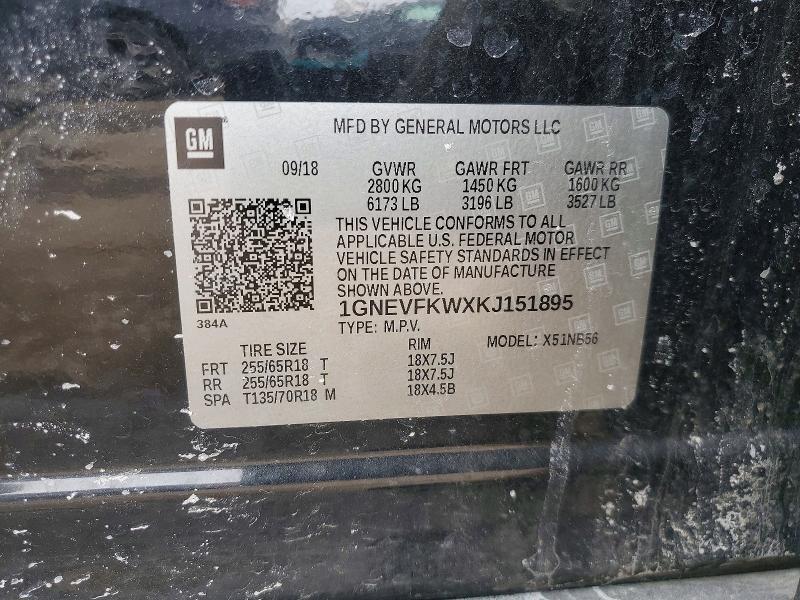 GM
MFD BY GENERAL MOTORS LLC
09/18 GVWR GAWR FRT GAWR RR
2800 KG 1450 KG 1600 KG
6173 LB 3196 LB 3527 LB
THIS VEHICLE CONFORMS TO ALL
APPLICABLE U.S. FEDERAL MOTOR
VEHICLE SAFETY STANDARDS IN EFFECT
ON THE DATE OF MANUFACTURE
SHOWN ABOVE.
1GNEVFKWXKJ151895
384A
TYPE: M.P.V. MODEL: X51NB56
TIRE SIZE RIM
FRT 255/65R18 T 18X7.5J
RR 255/65R18 T 18X7.5J
SPA T135/70R18 M 18X4.5B